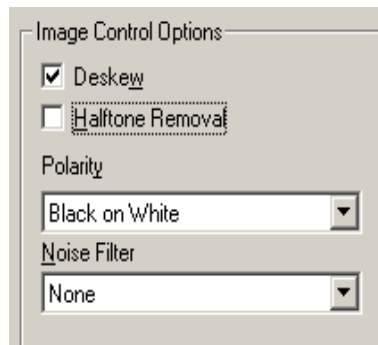 Image Control Options
Deskew
Halftone Removal
Polarity
Black on White
Noise Filter
None